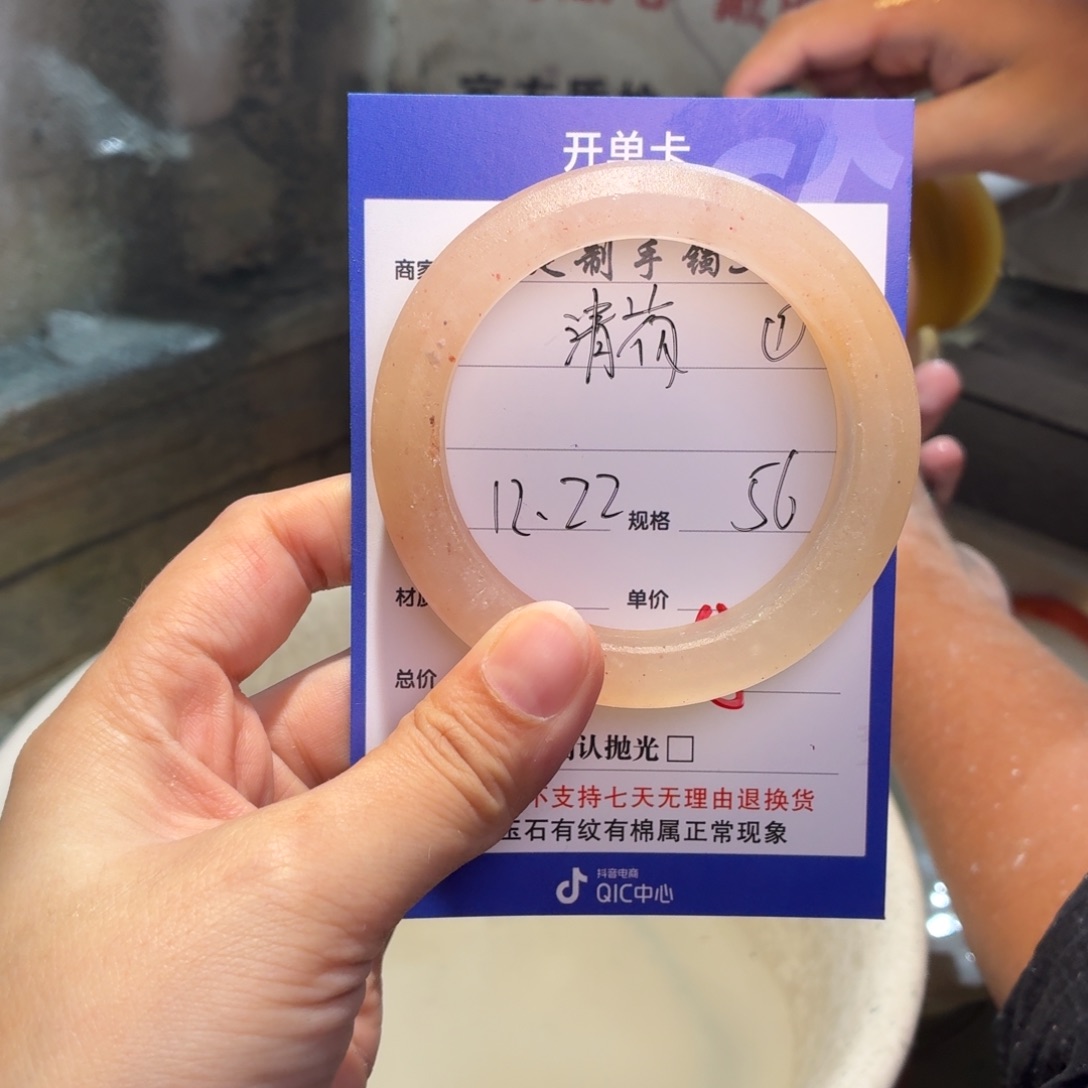 开单卡
商家
制手镯
清荷 ①
12.22 规格 56
材质 单价
总价
认抛光
不支持七天无理由退换货
玉石有纹有棉属正常现象
抖音电商
QIC中心